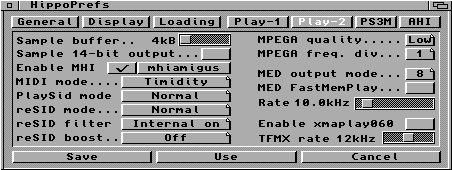 HippoPrefs
General Display Loading Play-1 Play-2 PS3M AHI
Sample buffer.. 4kB
MPEGA quality..... Low
Sample 14-bit output...
MPEGA freq. div... 1
Enable MHI mhiamigus
MIDI mode.... Timidity
MED output mode... 8
PlaySid mode Normal
MED FastMemPlay...
reSID mode... Normal
Rate 10.0kHz
reSID filter Internal on
Enable xmaplay060
reSID boost.. Off
TFMX rate 12kHz
Save Use Cancel